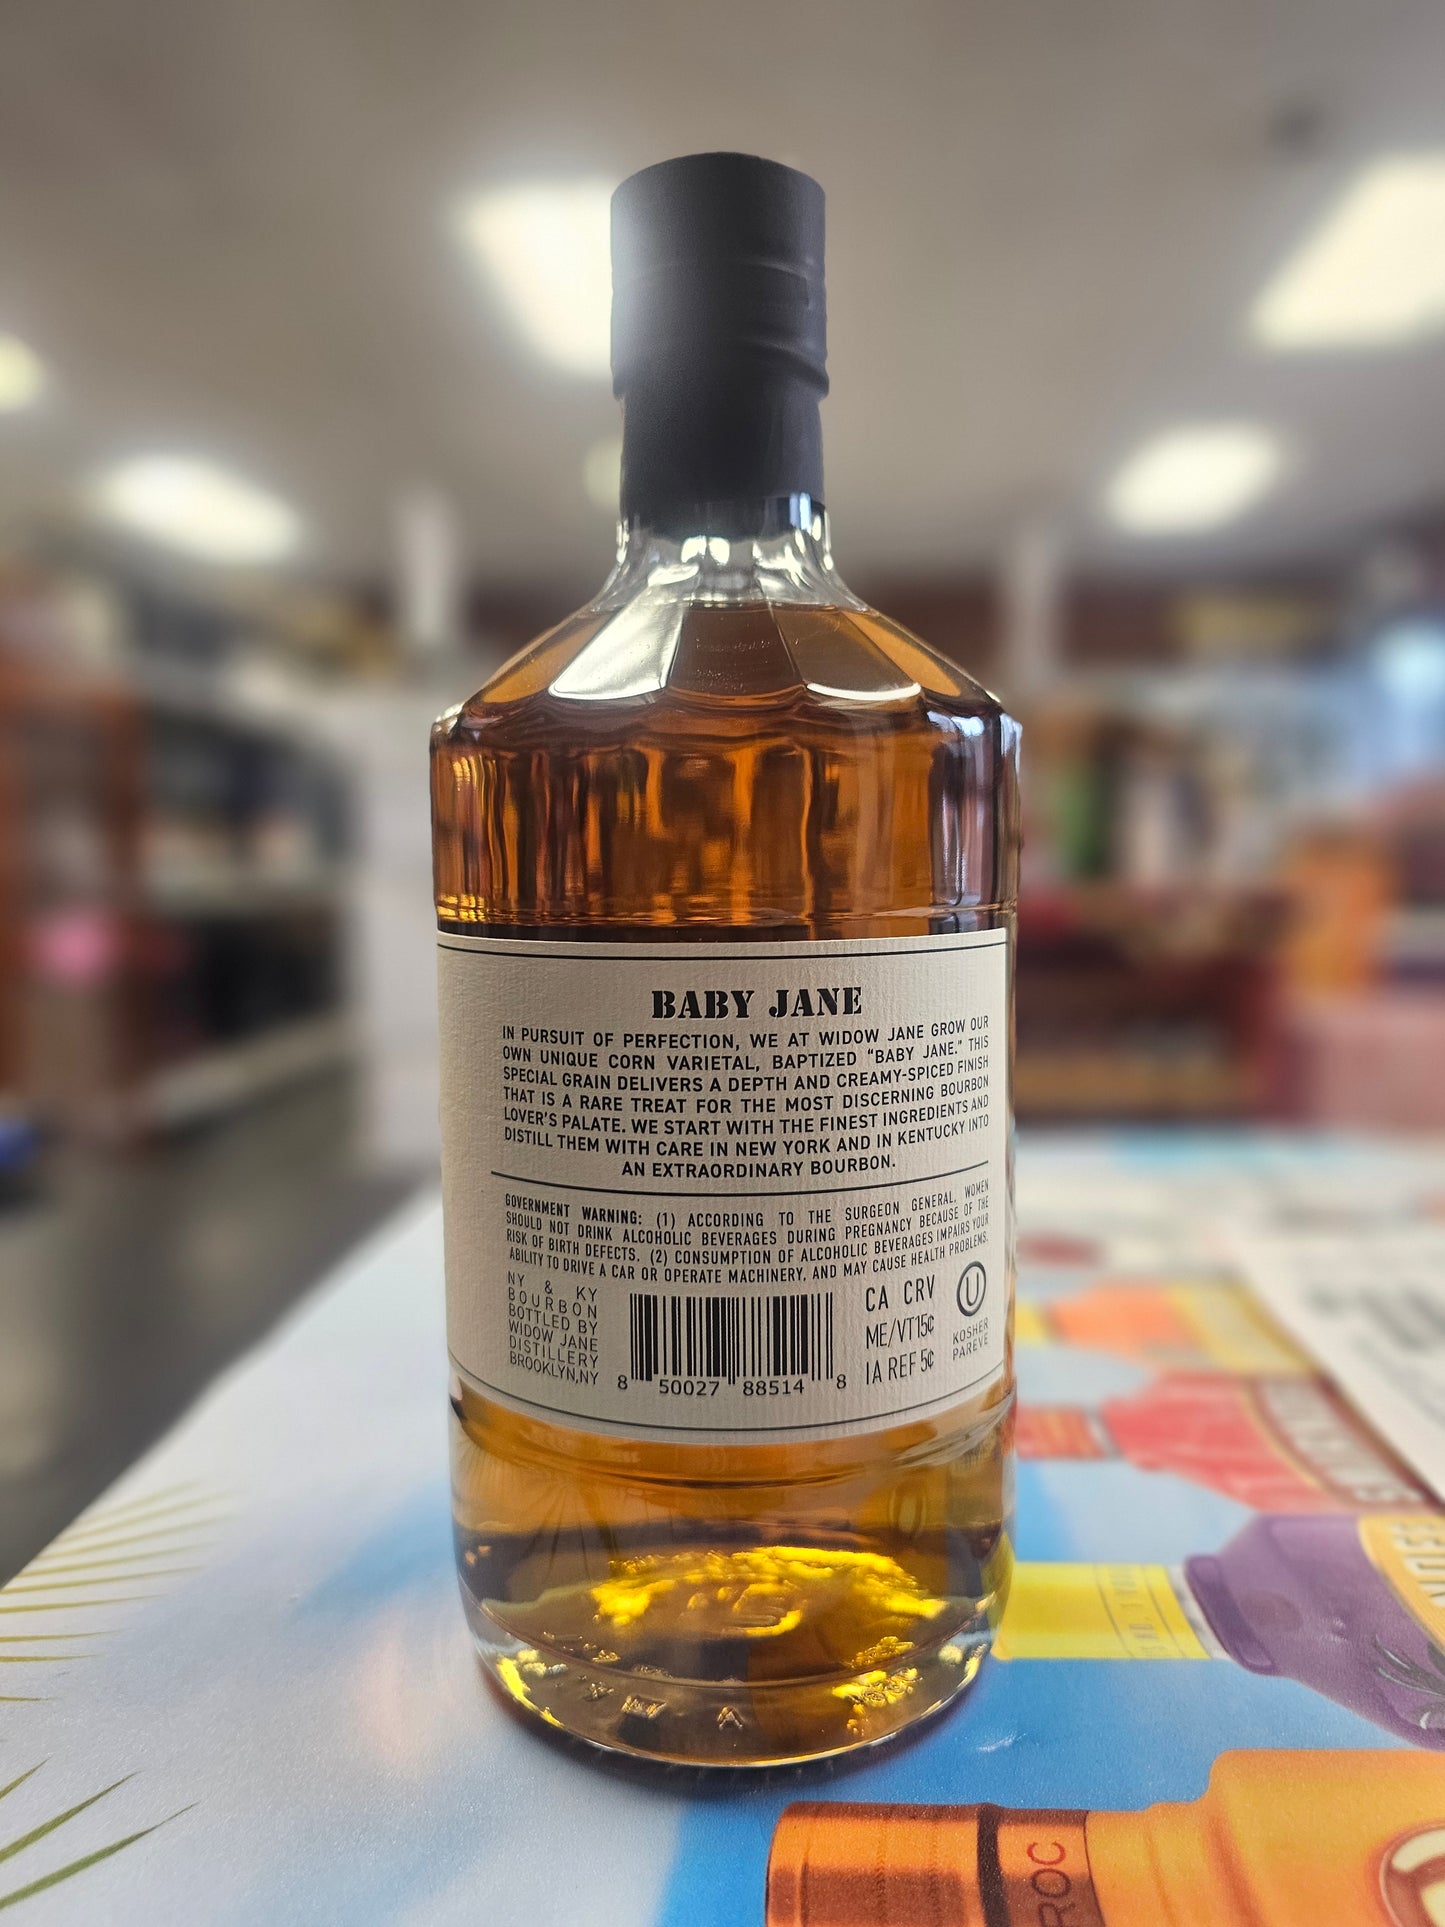 BABY JANE
IN PURSUIT OF PERFECTION, WE AT WIDOW JANE GROW OUR
OWN UNIQUE CORN VARIETAL, BAPTIZED “BABY JANE.” THIS
SPECIAL GRAIN DELIVERS A DEPTH AND CREAMY-SPICED FINISH
THAT IS A RARE TREAT FOR THE MOST DISCERNING BOURBON
LOVER'S PALATE. WE START WITH THE FINEST INGREDIENTS AND
DISTILL THEM WITH CARE IN NEW YORK AND IN KENTUCKY INTO
AN EXTRAORDINARY BOURBON.
GOVERNMENT WARNING: (1) ACCORDING TO THE SURGEON GENERAL, WOMEN
SHOULD NOT DRINK ALCOHOLIC BEVERAGES DURING PREGNANCY BECAUSE OF THE
RISK OF BIRTH DEFECTS. (2) CONSUMPTION OF ALCOHOLIC BEVERAGES IMPAIRS YOUR
ABILITY TO DRIVE A CAR OR OPERATE MACHINERY, AND MAY CAUSE HEALTH PROBLEMS.
NY & KY
BOURBON
BOTTLED BY
WIDOW JANE
DISTILLERY
BROOKLYN,NY
8 50027 88514 8
CA CRV
ME/VT15¢
IA REF 5¢
U
KOSHER
PAREVE
ROC